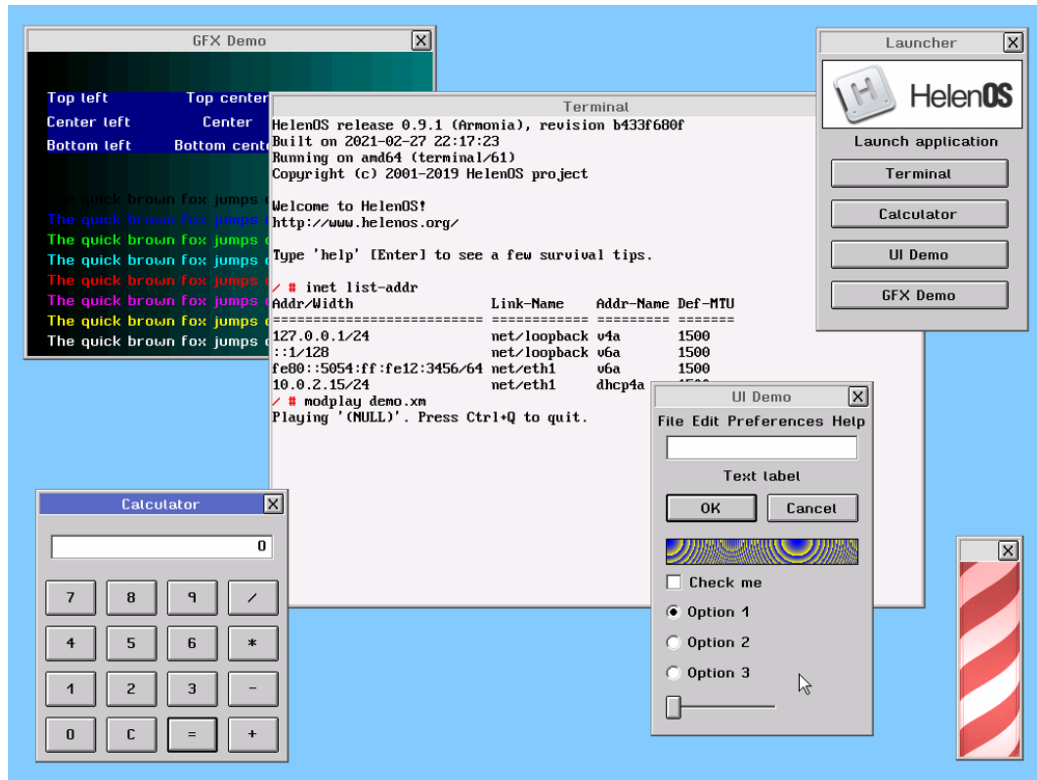 GFX Demo
Top left Top center
Center left Center
Bottom left Bottom cente
The quick brown fox jumps
The quick brown fox jumps
The quick brown fox jumps
The quick brown fox jumps
The quick brown fox jumps
The quick brown fox jumps
The quick brown fox jumps
The quick brown fox jumps
Terminal
HelenOS release 0.9.1 (Armonia), revision b433f680f
Built on 2021-02-27 22:17:23
Running on amd64 (terminal/61)
Copyright (c) 2001-2019 HelenOS project
Welcome to HelenOS!
http://www.helenos.org/
Type 'help' [Enter] to see a few survival tips.
/ # inet list-addr
Addr/Width Link-Name Addr-Name Def-MTU
=========================== ============ ========= =======
127.0.0.1/24 net/loopback v4a 1500
::1/128 net/loopback v6a 1500
fe80::5054:ff:fe12:3456/64 net/eth1 v6a 1500
10.0.2.15/24 net/eth1 dhcp4a
/ # modplay demo.xm
Playing '(NULL)'. Press Ctrl+Q to quit.
Launcher
H HelenOS
Launch application
Terminal
Calculator
UI Demo
GFX Demo
UI Demo
File Edit Preferences Help
Text label
OK Cancel
Check me
Option 1
Option 2
Option 3
Calculator
0
7 8 9 /
4 5 6 *
1 2 3 -
0 C = +